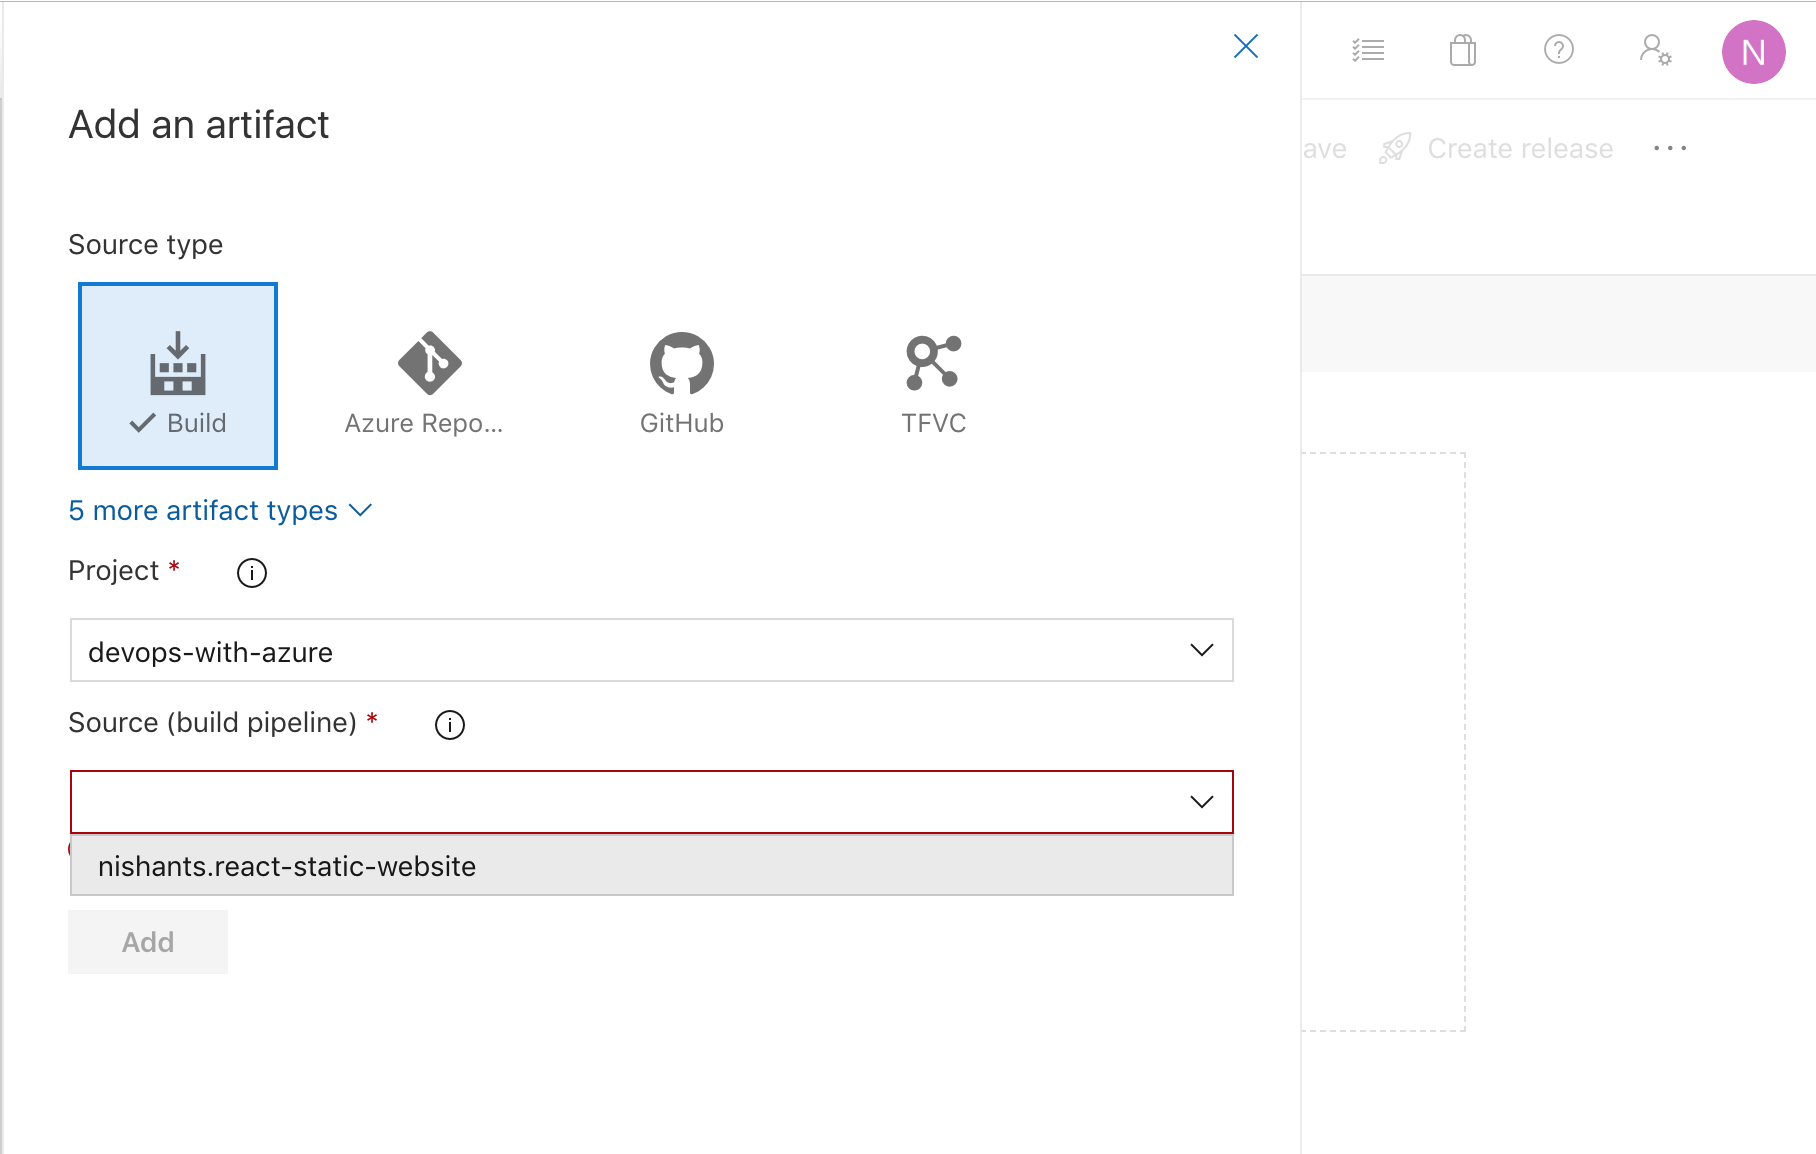 N
Add an artifact
ave Create release ...
Source type
Build Azure Repo... GitHub TFVC
5 more artifact types
Project *
devops-with-azure
Source (build pipeline) *
nishants.react-static-website
Add